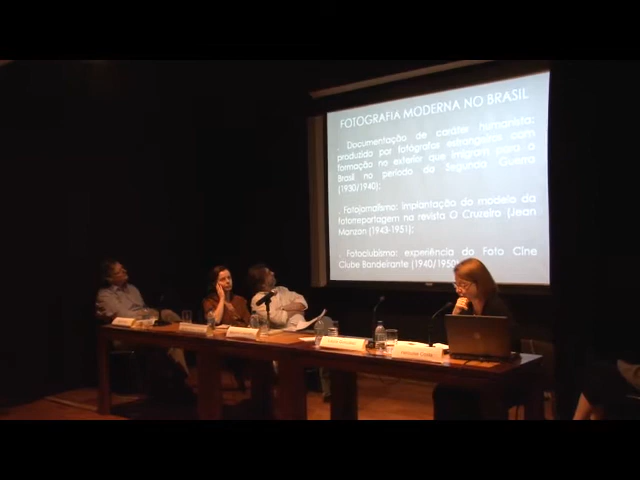 FOTOGRAFIA MODERNA NO BRASIL
. Documentação de caráter humanista:
produzida por fotógrafos estrangeiros com
formação no exterior que imigram para o
Brasil no período da Segunda Guerra
(1930/1940);
. Fotojornalismo: implantação do modelo da
fotorreportagem na revista O Cruzeiro (Jean
Manzon (1943-1951);
. Fotoclubismo: experiência do Foto Cine
Clube Bandeirante (1940/1950)